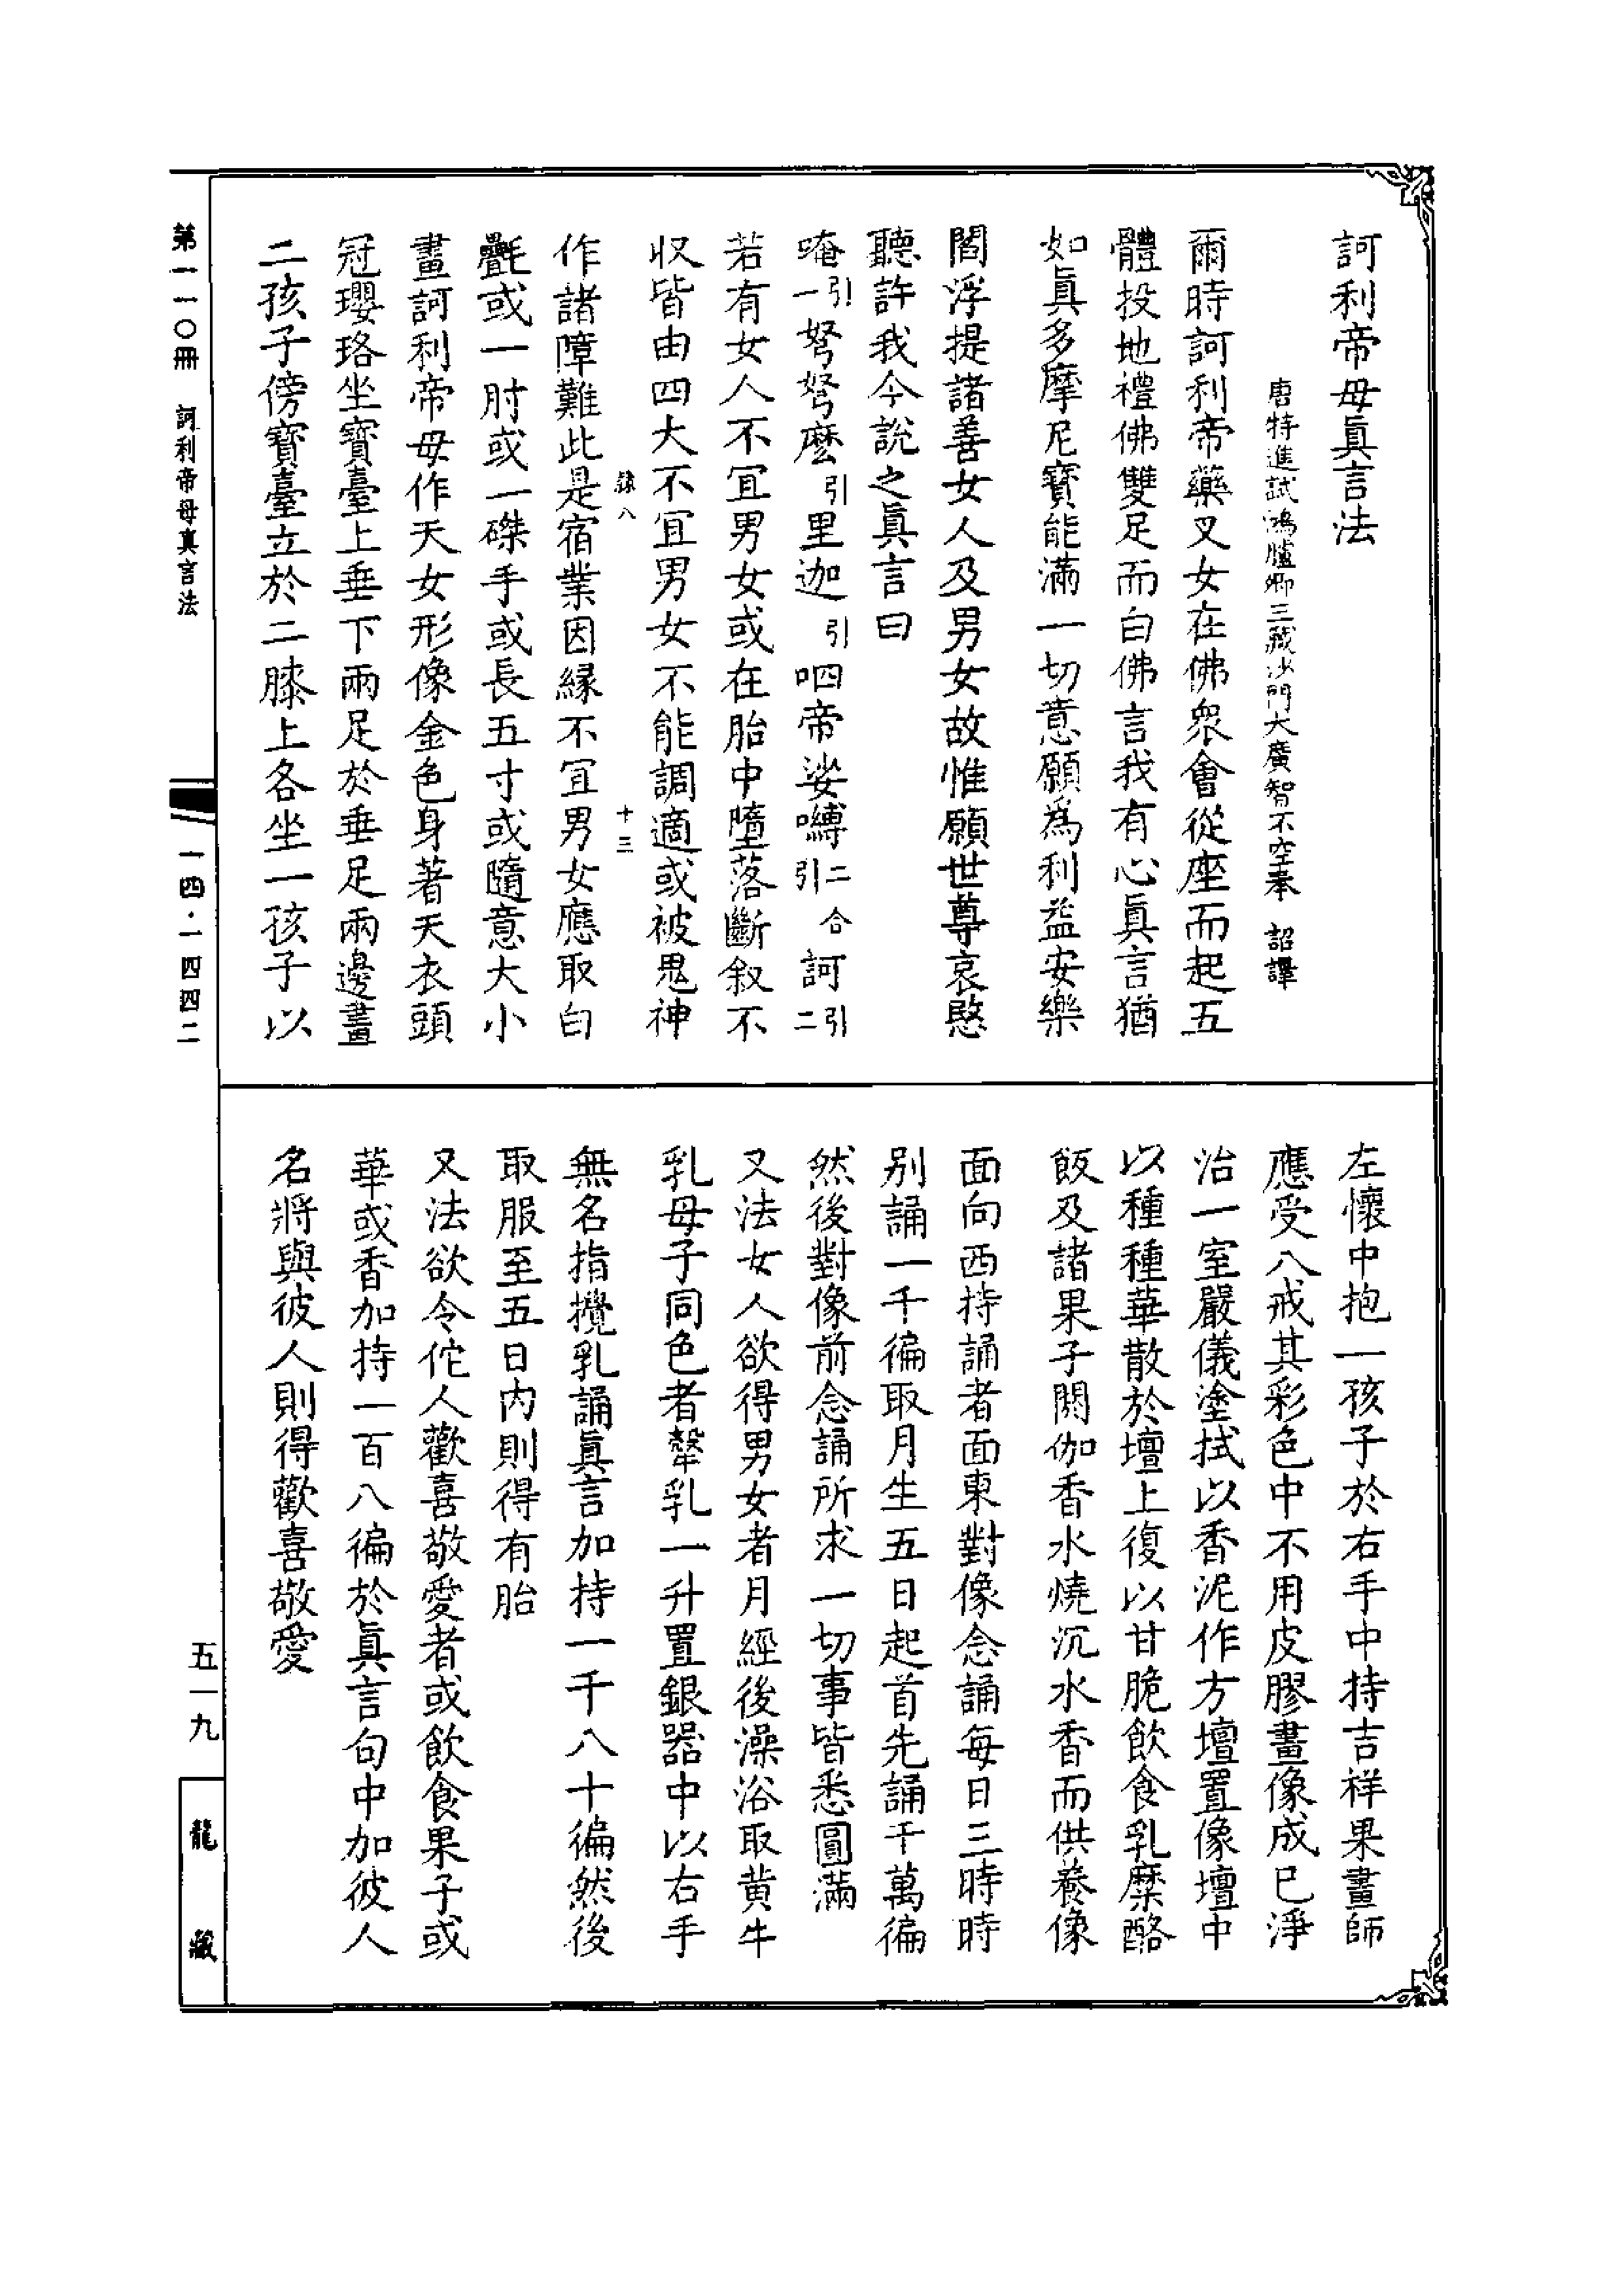 訶利帝母眞言法
唐特進試鴻臚卿三藏沙門大廣智不空奉 詔譯
爾時訶利帝藥叉女在佛衆會從座而起五
體投地禮佛雙足而白佛言我有心眞言猶
如眞多摩尼寶能滿一切意願爲利益安樂
閻浮提諸善女人及男女故惟願世尊哀愍
聽許我今說之眞言曰
唵引一弩弩麽引里迦引呬帝娑嚩二合引訶引二
若有女人不宜男女或在胎中墮落斷叙不
收皆由四大不宜男女不能調適或被鬼神
隸八 十三
作諸障難此是宿業因緣不宜男女應取白
氎或一肘或一磔手或長五寸或隨意大小
畫訶利帝母作天女形像金色身著天衣頭
冠瓔珞坐寶臺上垂下兩足於垂足兩邊畫
二孩子傍寶臺立於二膝上各坐一孩子以
左懷中抱一孩子於右手中持吉祥果畫師
應受八戒其彩色中不用皮膠畫像成已淨
治一室嚴儀塗拭以香泥作方壇置像壇中
以種種華散於壇上復以甘脆飲食乳糜酪
飯及諸果子閼伽香水燒沉水香而供養像
面向西持誦者面東對像念誦每日三時時
别誦一千徧取月生五日起首先誦千萬徧
然後對像前念誦所求一切事皆悉圓滿
又法女人欲得男女者月經後澡浴取黄牛
乳母子同色者𤛓乳一升置銀器中以右手
無名指攪乳誦眞言加持一千八十徧然後
取服至五日内則得有胎
又法欲令佗人歡喜敬愛者或飲食果子或
華或香加持一百八徧於眞言句中加彼人
名將與彼人則得歡喜敬愛
第一一〇冊 訶利帝母真言法
一四·一四四二
五一九
龍藏